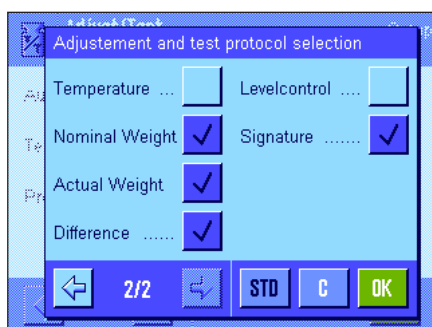 Adjustement and test protocol selection
Temperature ...
Levelcontrol ....
Nominal Weight
Signature .......
Actual Weight
Difference ......
2/2
STD
C
OK